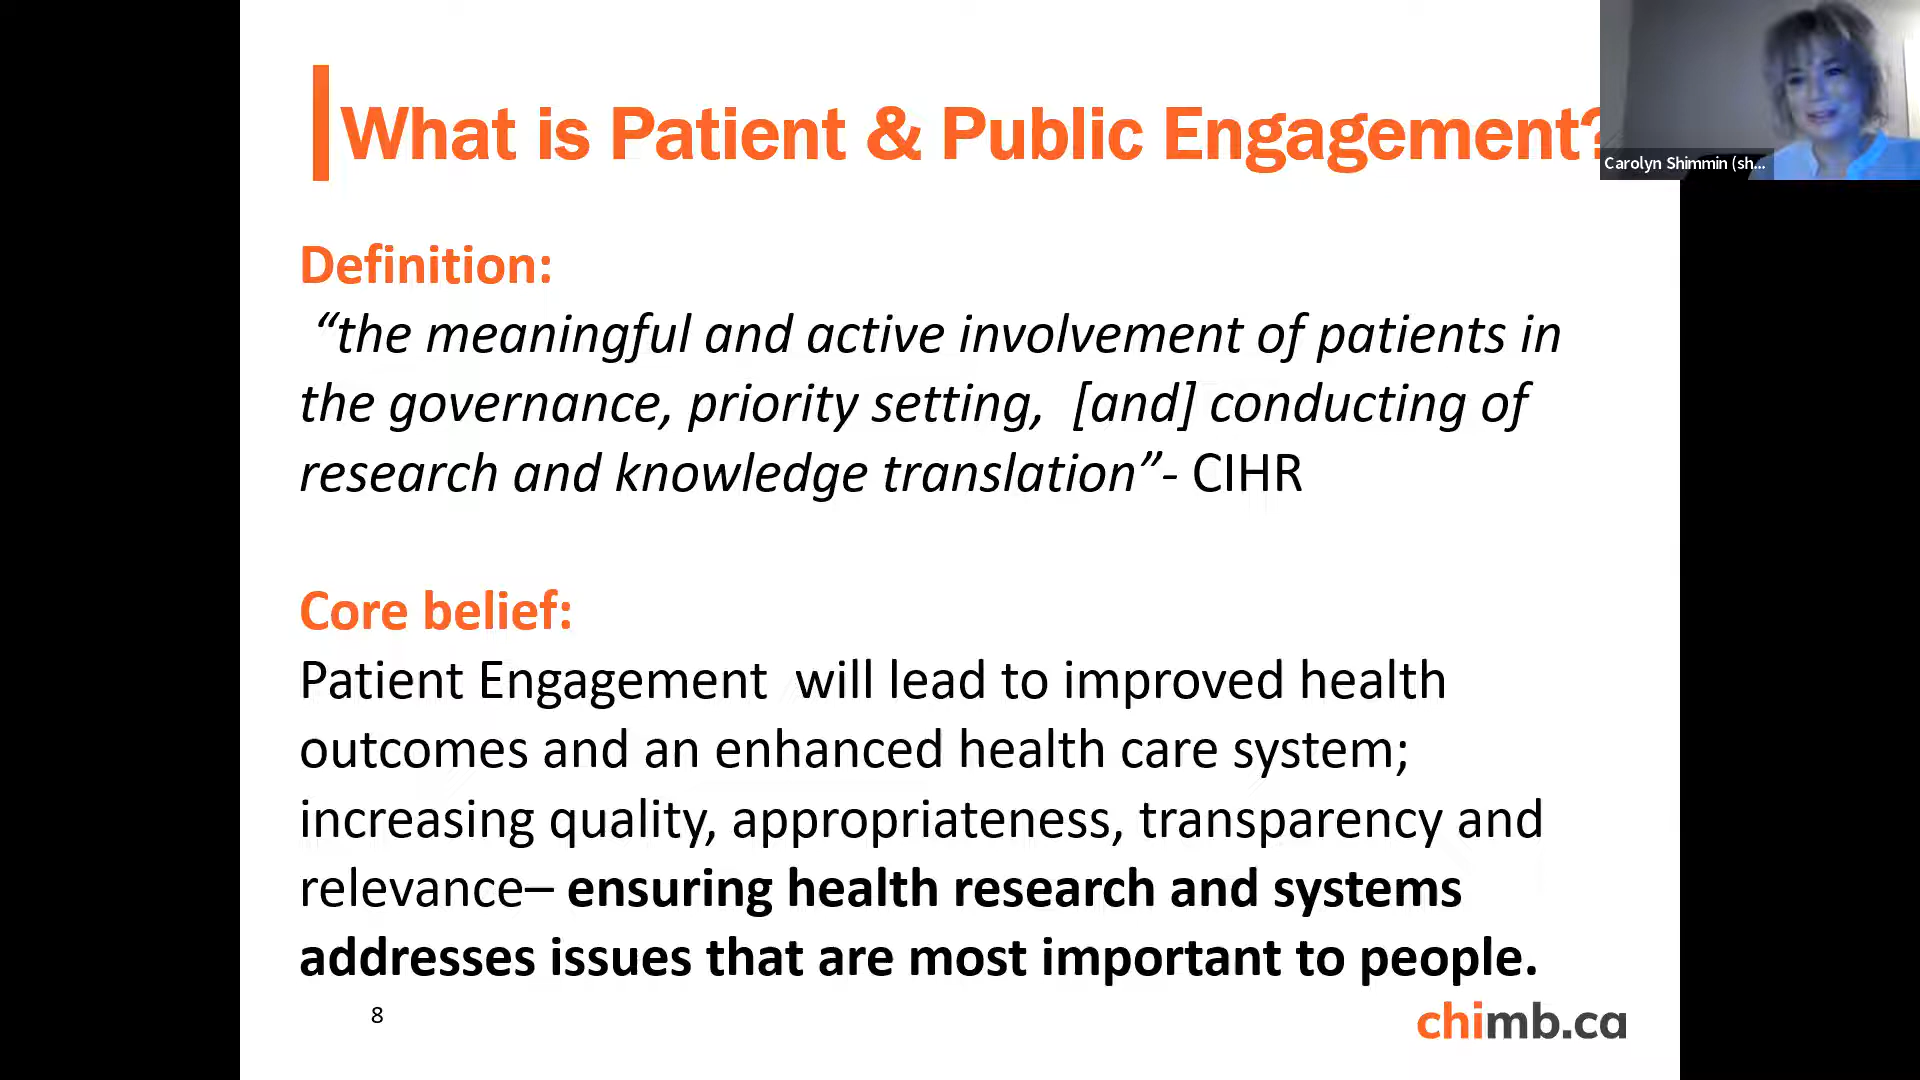 What is Patient & Public Engagement?
Carolyn Shimmin (sh...
Definition:
“the meaningful and active involvement of patients in
the governance, priority setting, [and] conducting of
research and knowledge translation”- CIHR
Core belief:
Patient Engagement will lead to improved health
outcomes and an enhanced health care system;
increasing quality, appropriateness, transparency and
relevance– ensuring health research and systems
addresses issues that are most important to people.
8
chimb.ca